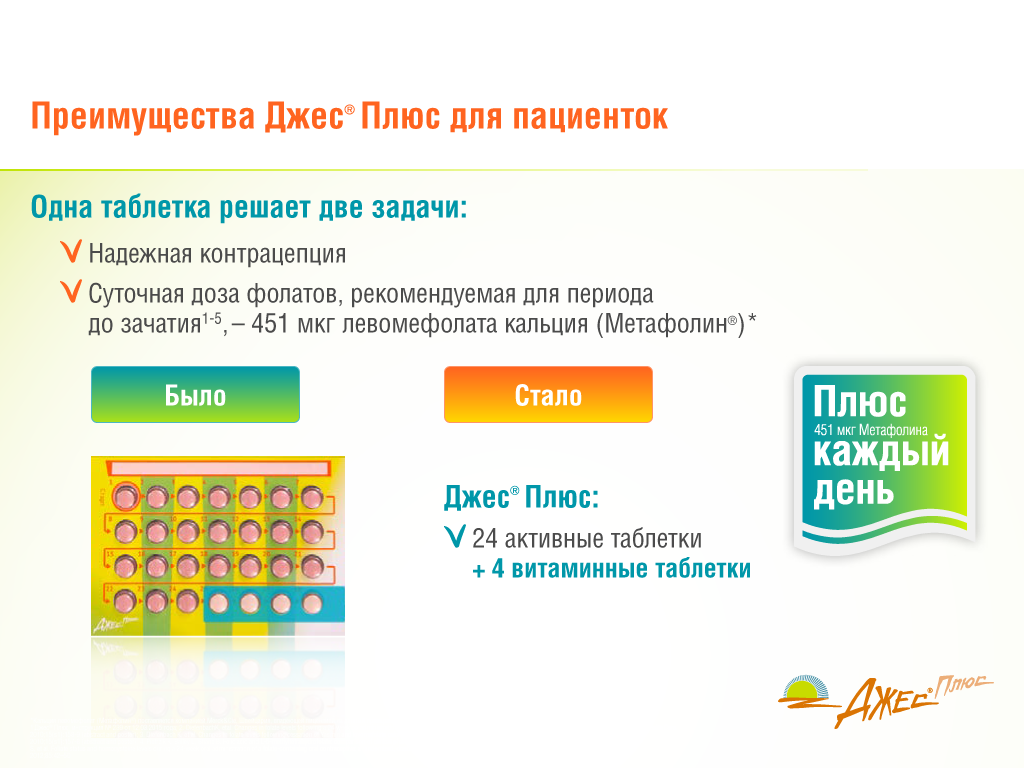 Преимущества Джес® Плюс для пациенток
Одна таблетка решает две задачи:
Надежная контрацепция
Суточная доза фолатов, рекомендуемая для периода
до зачатия1-5, – 451 мкг левомефолата кальция (Метафолин®)*
Было
Стало
Плюс
451 мкг Метафолина
каждый
день
Джес® Плюс:
24 активные таблетки
+ 4 витаминные таблетки
Джес Плюс
Джес® Плюс